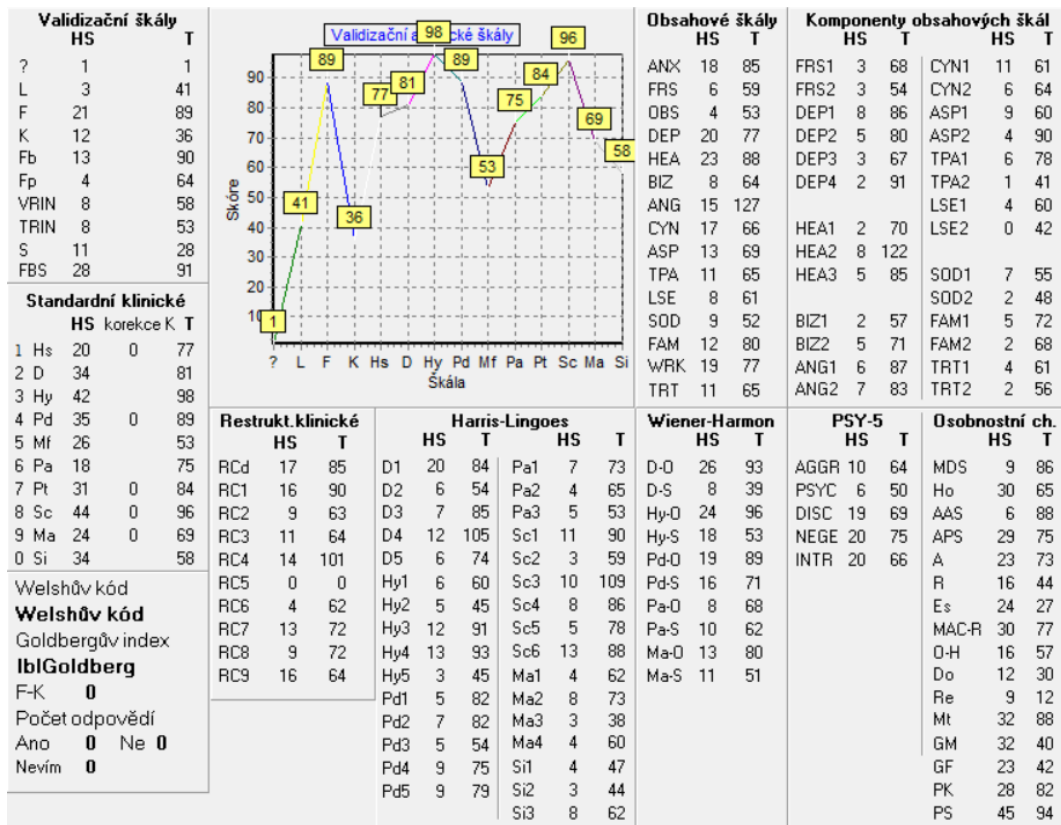 Validizační škály
HS T
? 1 1
L 3 41
F 21 89
K 12 36
Fb 13 90
Fp 4 64
VRIN 8 58
TRIN 8 53
S 11 28
FBS 28 91
Standardní klinické
HS korekce K T
1 Hs 20 0 77
2 D 34 81
3 Hy 42 98
4 Pd 35 0 89
5 Mf 26 53
6 Pa 18 75
7 Pt 31 0 84
8 Sc 44 0 96
9 Ma 24 0 69
0 Si 34 58
Welshův kód
Welshův kód
Goldbergův index
lblGoldberg
F-K 0
Počet odpovědí
Ano 0 Ne 0
Nevím 0
Validizační a
cké škály
Skóre
90
80
70
60
50
40
30
20
10
1 41 89 36 77 81 98 89 53 75 84 96 69 58
? L F K Hs D Hy Pd Mf Pa Pt Sc Ma Si
Škála
Obsahové škály
HS T
ANX 18 85
FRS 6 59
OBS 4 53
DEP 20 77
HEA 23 88
BIZ 8 64
ANG 15 127
CYN 17 66
ASP 13 69
TPA 11 65
LSE 8 61
SOD 9 52
FAM 12 80
WRK 19 77
TRT 11 65
Komponenty obsahových škál
HS T HS T
FRS1 3 68 CYN1 11 61
FRS2 3 54 CYN2 6 64
DEP1 8 86 ASP1 9 60
DEP2 5 80 ASP2 4 90
DEP3 3 67 TPA1 6 78
DEP4 2 91 TPA2 1 41
LSE1 4 60
HEA1 2 70 LSE2 0 42
HEA2 8 122
HEA3 5 85 SOD1 7 55
SOD2 2 48
BIZ1 2 57 FAM1 5 72
BIZ2 5 71 FAM2 2 68
ANG1 6 87 TRT1 4 61
ANG2 7 83 TRT2 2 56
Restrukt.klinické
HS T
RCd 17 85
RC1 16 90
RC2 9 63
RC3 11 64
RC4 14 101
RC5 0 0
RC6 4 62
RC7 13 72
RC8 9 72
RC9 16 64
Harris-Lingoes
HS T HS T
D1 20 84 Pa1 7 73
D2 6 54 Pa2 4 65
D3 7 85 Pa3 5 53
D4 12 105 Sc1 11 90
D5 6 74 Sc2 3 59
Hy1 6 60 Sc3 10 109
Hy2 5 45 Sc4 8 86
Hy3 12 91 Sc5 5 78
Hy4 13 93 Sc6 13 88
Hy5 3 45 Ma1 4 62
Pd1 5 82 Ma2 8 73
Pd2 7 82 Ma3 3 38
Pd3 5 54 Ma4 4 60
Pd4 9 75 Si1 4 47
Pd5 9 79 Si2 3 44
Si3 8 62
Wiener-Harmon
HS T
D-O 26 93
D-S 8 39
Hy-O 24 96
Hy-S 18 53
Pd-O 19 89
Pd-S 16 71
Pa-O 8 68
Pa-S 10 62
Ma-O 13 80
Ma-S 11 51
PSY-5
HS T
AGGR 10 64
PSYC 6 50
DISC 19 69
NEGE 20 75
INTR 20 66
Osobnostní ch.
HS T
MDS 9 86
Ho 30 65
AAS 6 88
APS 29 75
A 23 73
R 16 44
Es 24 27
MAC-R 30 77
O-H 16 57
Do 12 30
Re 9 12
Mt 32 88
GM 32 40
GF 23 42
PK 28 82
PS 45 94